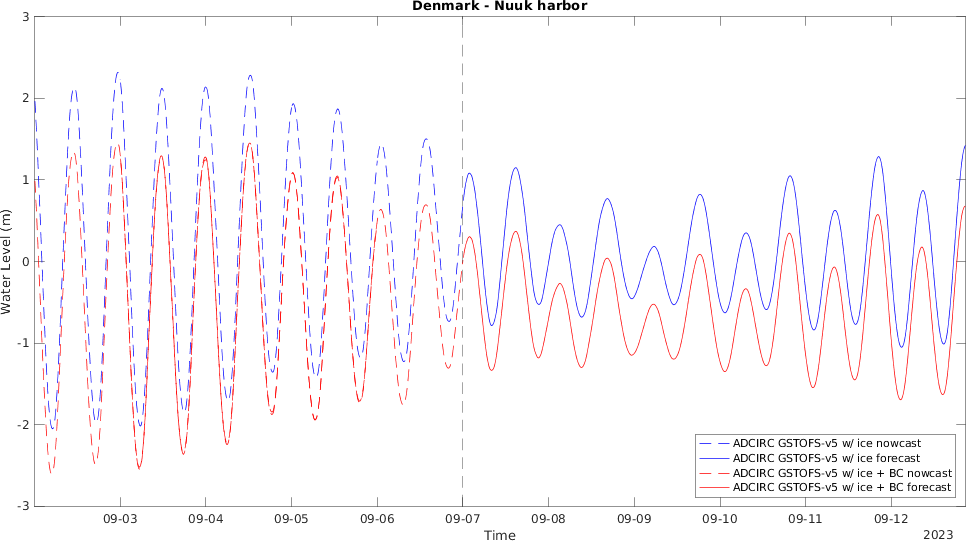 Denmark - Nuuk harbor
3
2
1
0
-1
-2
-3
Water Level (m)
ADCIRC GSTOFS-v5 w/ ice nowcast
ADCIRC GSTOFS-v5 w/ ice forecast
ADCIRC GSTOFS-v5 w/ ice + BC nowcast
ADCIRC GSTOFS-v5 w/ ice + BC forecast
09-03 09-04 09-05 09-06 09-07 09-08 09-09 09-10 09-11 09-12
Time
2023